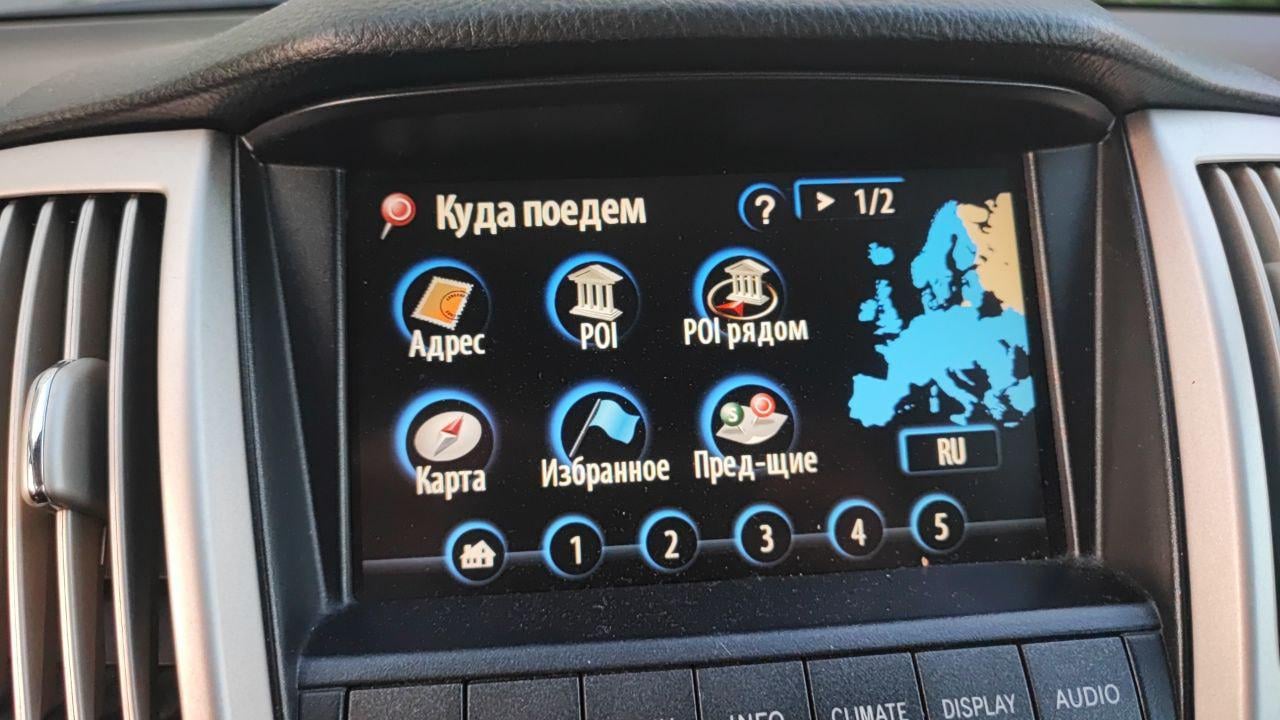 Куда поедем ? > 1/2
Адрес POI POI рядом
Карта Избранное Пред-щие RU
1 2 3 4 5
INFO CLIMATE DISPLAY AUDIO